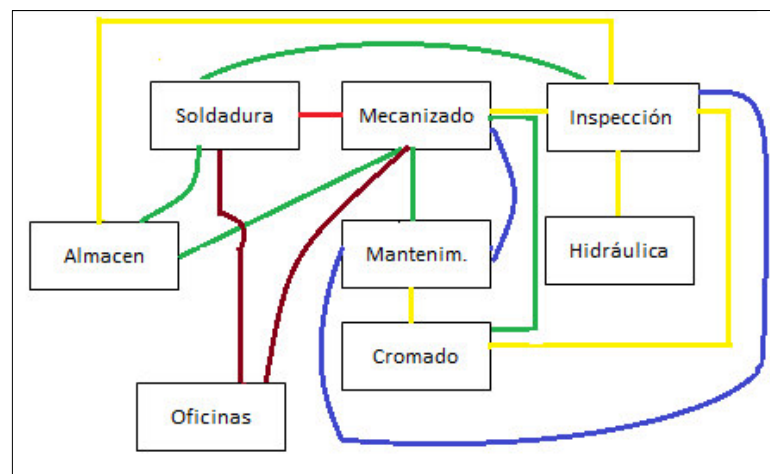 Soldadura
Mecanizado
Inspección
Almacen
Mantenim.
Hidráulica
Cromado
Oficinas